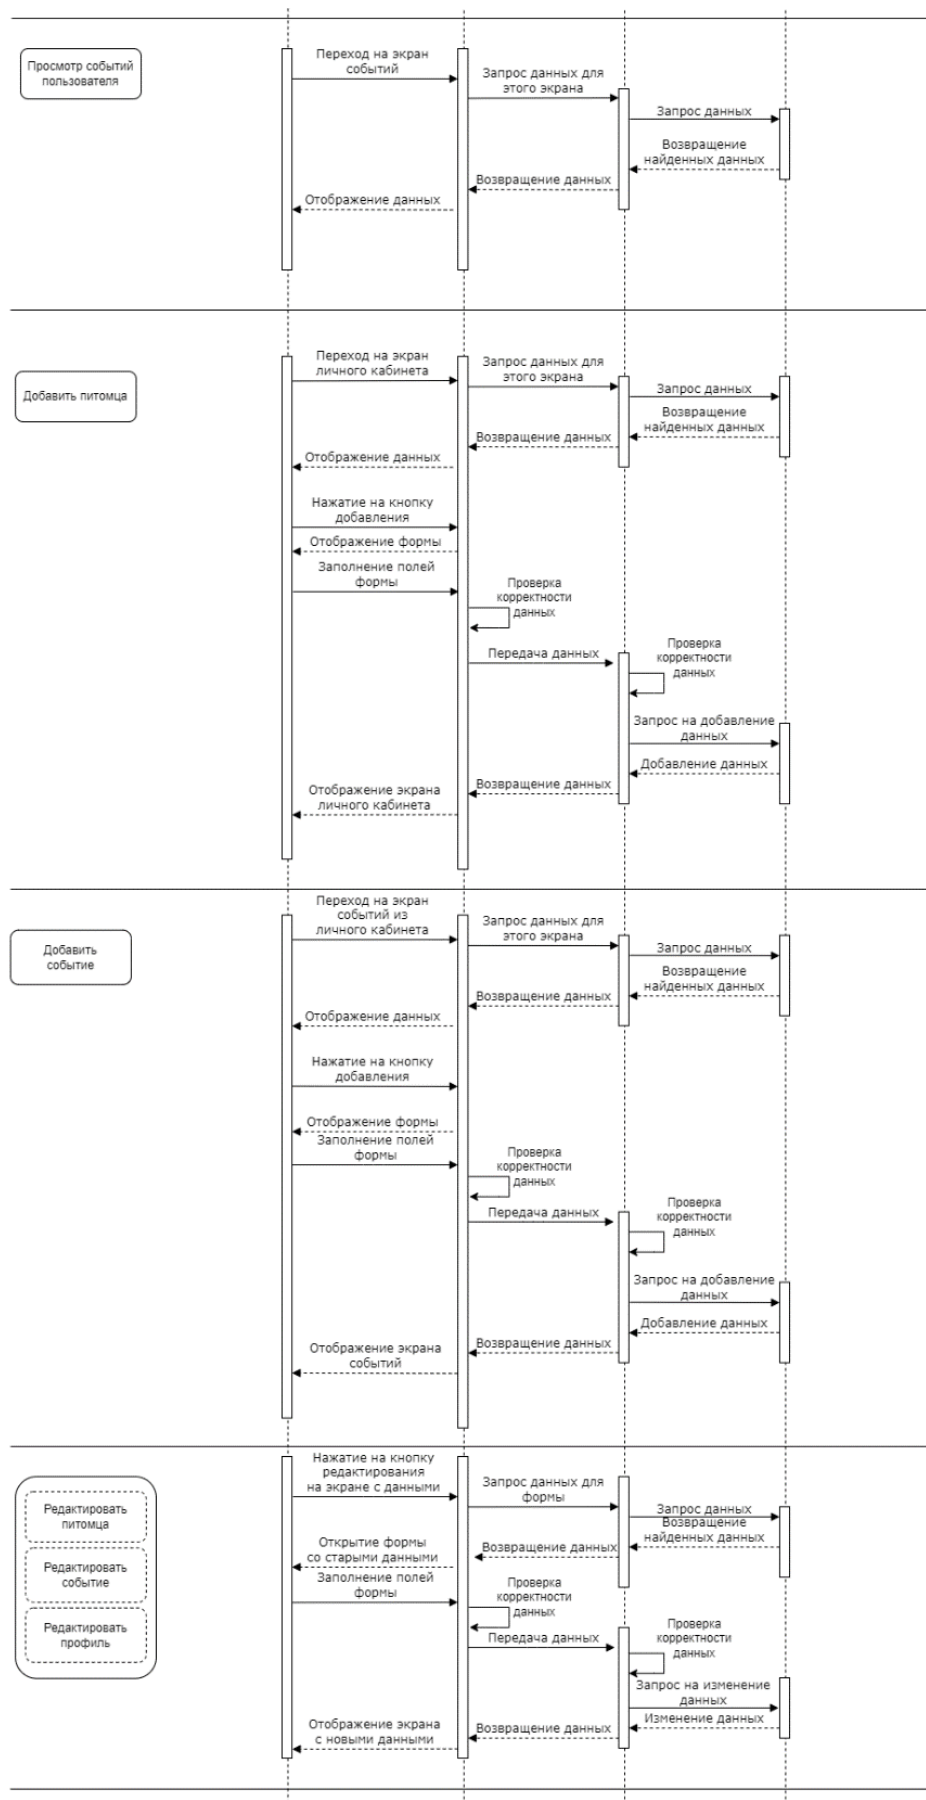 Просмотр событий
пользователя
Переход на экран
событий
Запрос данных для
этого экрана
Запрос данных
Возвращение
найденных данных
Возвращение данных
Отображение данных
Добавить питомца
Переход на экран
личного кабинета
Запрос данных для
этого экрана
Запрос данных
Возвращение
найденных данных
Возвращение данных
Отображение данных
Нажатие на кнопку
добавления
Отображение формы
Заполнение полей
формы
Проверка
корректности
данных
Передача данных
Проверка
корректности
данных
Запрос на добавление
данных
Добавление данных
Возвращение данных
Отображение экрана
личного кабинета
Добавить
событие
Переход на экран
событий из
личного кабинета
Запрос данных для
этого экрана
Запрос данных
Возвращение
найденных данных
Возвращение данных
Отображение данных
Нажатие на кнопку
добавления
Отображение формы
Заполнение полей
формы
Проверка
корректности
данных
Передача данных
Проверка
корректности
данных
Запрос на добавление
данных
Добавление данных
Возвращение данных
Отображение экрана
событий
Редактировать
питомца
Редактировать
событие
Редактировать
профиль
Нажатие на кнопку
редактирования
на экране с данными
Запрос данных для
формы
Запрос данных
Возвращение
найденных данных
Возвращение данных
Открытие формы
со старыми данными
Заполнение полей
формы
Проверка
корректности
данных
Передача данных
Проверка
корректности
данных
Запрос на изменение
данных
Изменение данных
Возвращение данных
Отображение экрана
с новыми данными